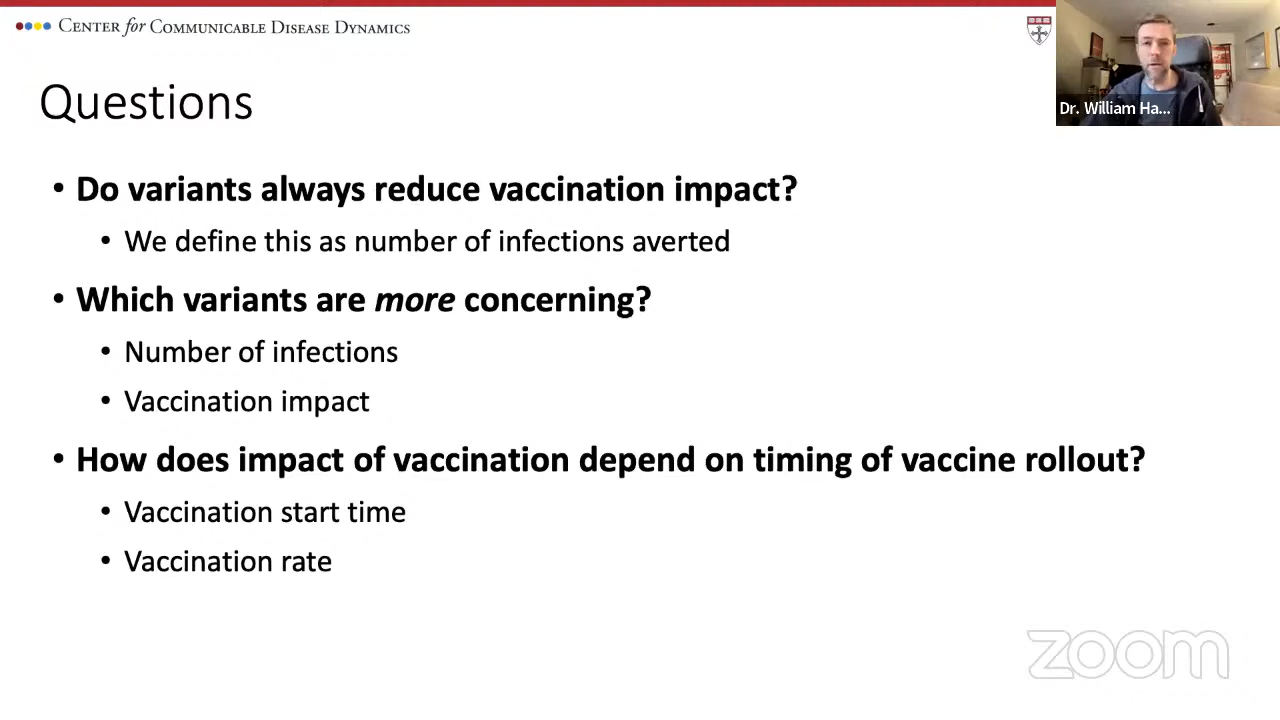 CENTER for COMMUNICABLE DISEASE DYNAMICS
Dr. William Ha...
Questions
• Do variants always reduce vaccination impact?
• We define this as number of infections averted
• Which variants are more concerning?
• Number of infections
• Vaccination impact
• How does impact of vaccination depend on timing of vaccine rollout?
• Vaccination start time
• Vaccination rate
zoom